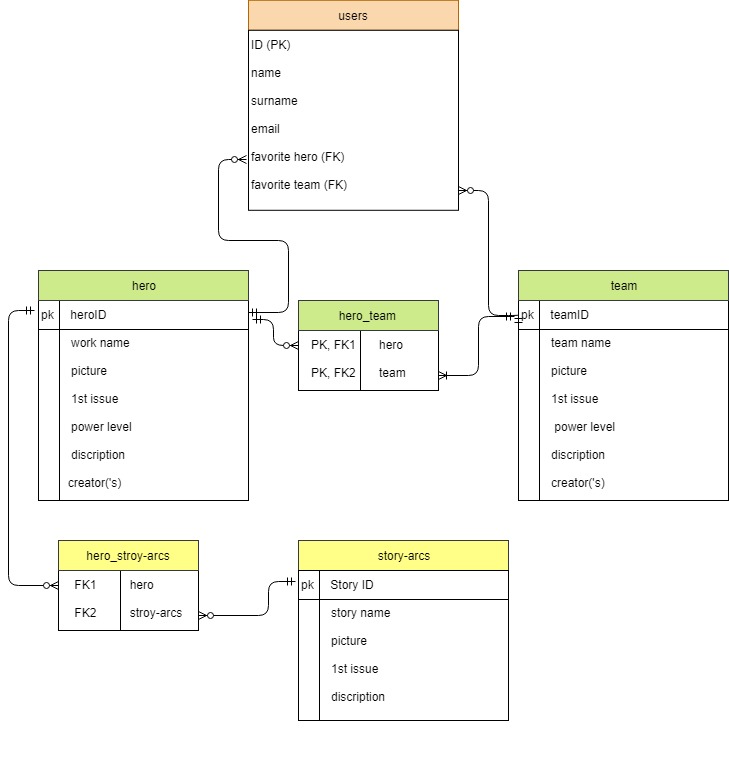 users
ID (PK)
name
surname
email
favorite hero (FK)
favorite team (FK)
hero
pk heroID
work name
picture
1st issue
power level
discription
creator('s)
hero_team
PK, FK1 hero
PK, FK2 team
team
pk teamID
team name
picture
1st issue
power level
discription
creator('s)
hero_stroy-arcs
FK1 hero
FK2 stroy-arcs
story-arcs
pk Story ID
story name
picture
1st issue
discription